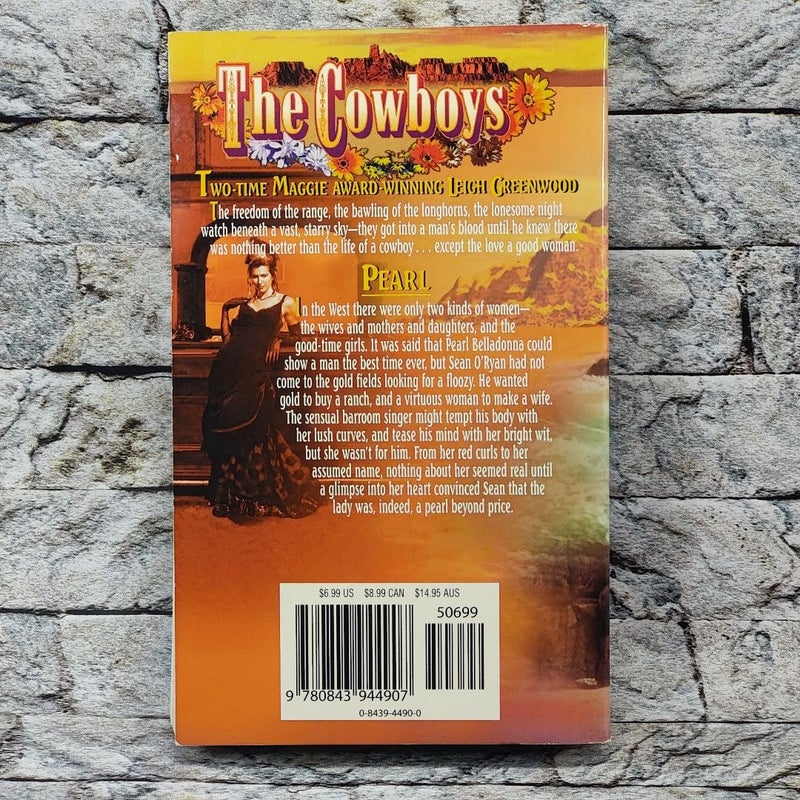 The Cowboys
Two-time Maggie Award-winning Leigh Greenwood
The freedom of the range, the bawling of the longhorns, the lonesome night
watch beneath a vast, starry sky—they got into a man's blood until he knew there
was nothing better than the life of a cowboy . . . except the love a good woman.
Pearl
In the West there were only two kinds of women—
the wives and mothers and daughters, and the
good-time girls. It was said that Pearl Belladonna could
show a man the best time ever, but Sean O'Ryan had not
come to the gold fields looking for a floozy. He wanted
gold to buy a ranch, and a virtuous woman to make a wife.
The sensual barroom singer might tempt his body with
her lush curves, and tease his mind with her bright wit,
but she wasn't for him. From her red curls to her
assumed name, nothing about her seemed real until
a glimpse into her heart convinced Sean that the
lady was, indeed, a pearl beyond price.
$6.99 US $8.99 CAN $14.95 AUS
50699
9 780843 944907
0-8439-4490-0